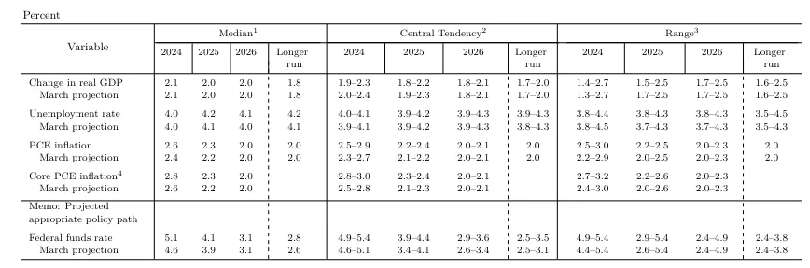 Percent
Variable Median1 Central Tendency2 Range3
2024 2025 2026 Longer run 2024 2025 2026 Longer run 2024 2025 2026 Longer run
Change in real GDP 2.1 2.0 2.0 1.8 1.9–2.3 1.8–2.2 1.8–2.1 1.7–2.0 1.4–2.7 1.5–2.5 1.7–2.5 1.6–2.5
March projection 2.1 2.0 2.0 1.8 2.0–2.4 1.9–2.3 1.8–2.1 1.7–2.0 1.3–2.7 1.7–2.5 1.7–2.5 1.6–2.5
Unemployment rate 4.0 4.2 4.1 4.2 4.0–4.1 3.9–4.2 3.9–4.3 3.9–4.3 3.8–4.4 3.8–4.3 3.8–4.3 3.5–4.5
March projection 4.0 4.1 4.0 4.1 3.9–4.1 3.9–4.2 3.9–4.3 3.8–4.3 3.8–4.5 3.7–4.3 3.7–4.3 3.5–4.3
PCE inflation 2.6 2.3 2.0 2.0 2.5–2.9 2.2–2.4 2.0–2.1 2.0 2.5–3.0 2.2–2.5 2.0–2.3 2.0
March projection 2.4 2.2 2.0 2.0 2.3–2.7 2.1–2.2 2.0–2.1 2.0 2.2–2.9 2.0–2.5 2.0–2.3 2.0
Core PCE inflation4 2.8 2.3 2.0 2.8–3.0 2.3–2.4 2.0–2.1 2.7–3.2 2.2–2.6 2.0–2.3
March projection 2.6 2.2 2.0 2.5–2.8 2.1–2.3 2.0–2.1 2.4–3.0 2.0–2.6 2.0–2.3
Memo: Projected
appropriate policy path
Federal funds rate 5.1 4.1 3.1 2.8 4.9–5.4 3.9–4.4 2.9–3.6 2.5–3.5 4.9–5.4 2.9–5.4 2.4–4.9 2.4–3.8
March projection 4.6 3.9 3.1 2.6 4.6–5.1 3.4–4.1 2.6–3.4 2.5–3.1 4.4–5.4 2.6–5.4 2.4–4.9 2.4–3.8